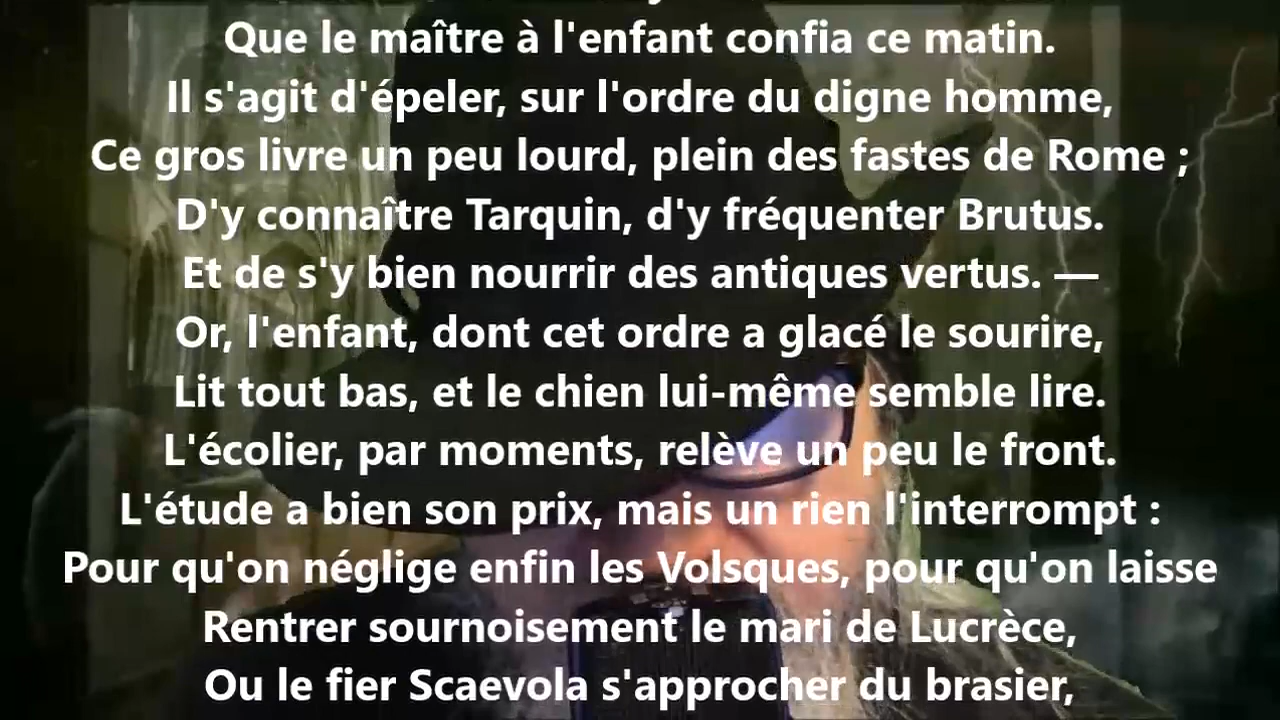 Que le maître à l'enfant confia ce matin.
Il s'agit d'épeler, sur l'ordre du digne homme,
Ce gros livre un peu lourd, plein des fastes de Rome ;
D'y connaître Tarquin, d'y fréquenter Brutus.
Et de s'y bien nourrir des antiques vertus. —
Or, l'enfant, dont cet ordre a glacé le sourire,
Lit tout bas, et le chien lui-même semble lire.
L'écolier, par moments, relève un peu le front.
L'étude a bien son prix, mais un rien l'interrompt :
Pour qu'on néglige enfin les Volsques, pour qu'on laisse
Rentrer sournoisement le mari de Lucrèce,
Ou le fier Scaevola s'approcher du brasier,